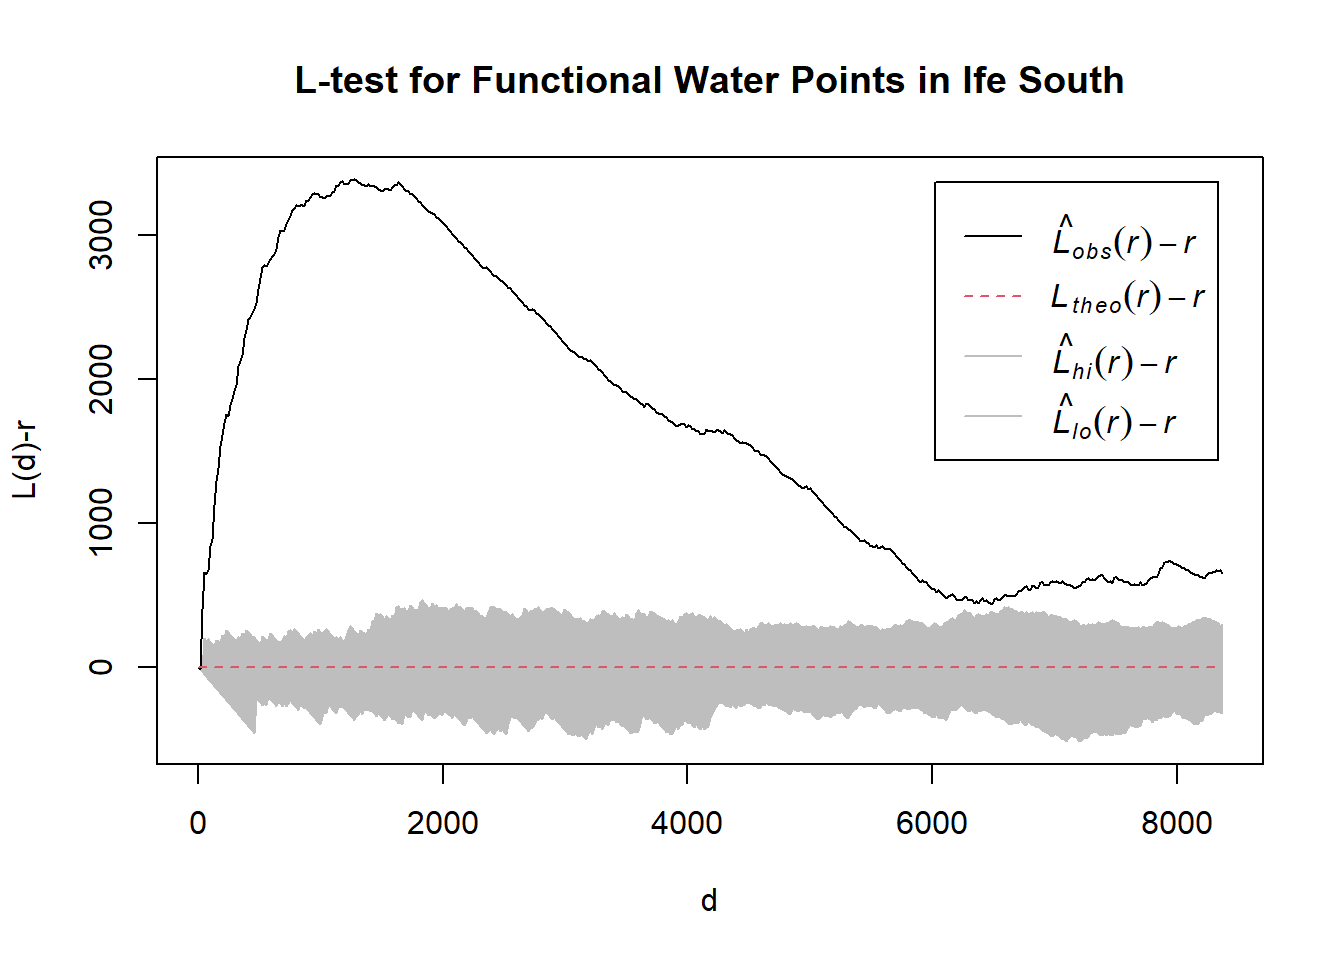 L-test for Functional Water Points in Ife South
L(d)-r
3000
2000
1000
0
L̂obs(r) − r
Ltheo(r) − r
L̂hi(r) − r
L̂lo(r) − r
0 2000 4000 6000 8000
d